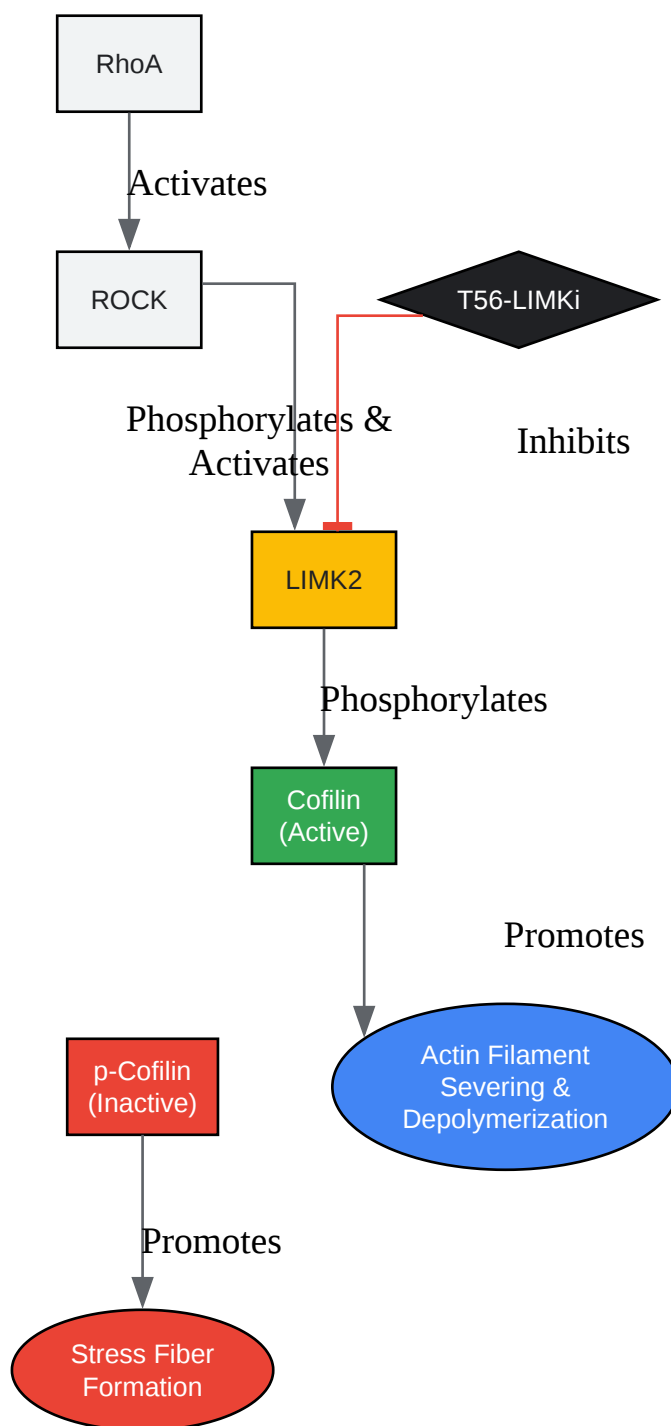 RhoA
Activates
ROCK
T56-LIMKi
Phosphorylates &
Activates
Inhibits
LIMK2
Phosphorylates
Cofilin
(Active)
Promotes
p-Cofilin
(Inactive)
Actin Filament
Severing &
Depolymerization
Promotes
Stress Fiber
Formation